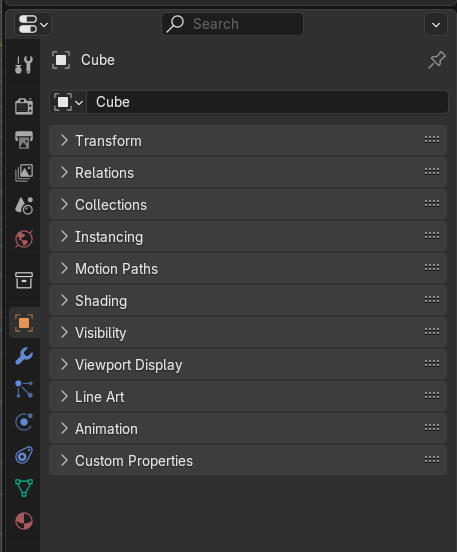 Search
Cube
Cube
Transform
Relations
Collections
Instancing
Motion Paths
Shading
Visibility
Viewport Display
Line Art
Animation
Custom Properties